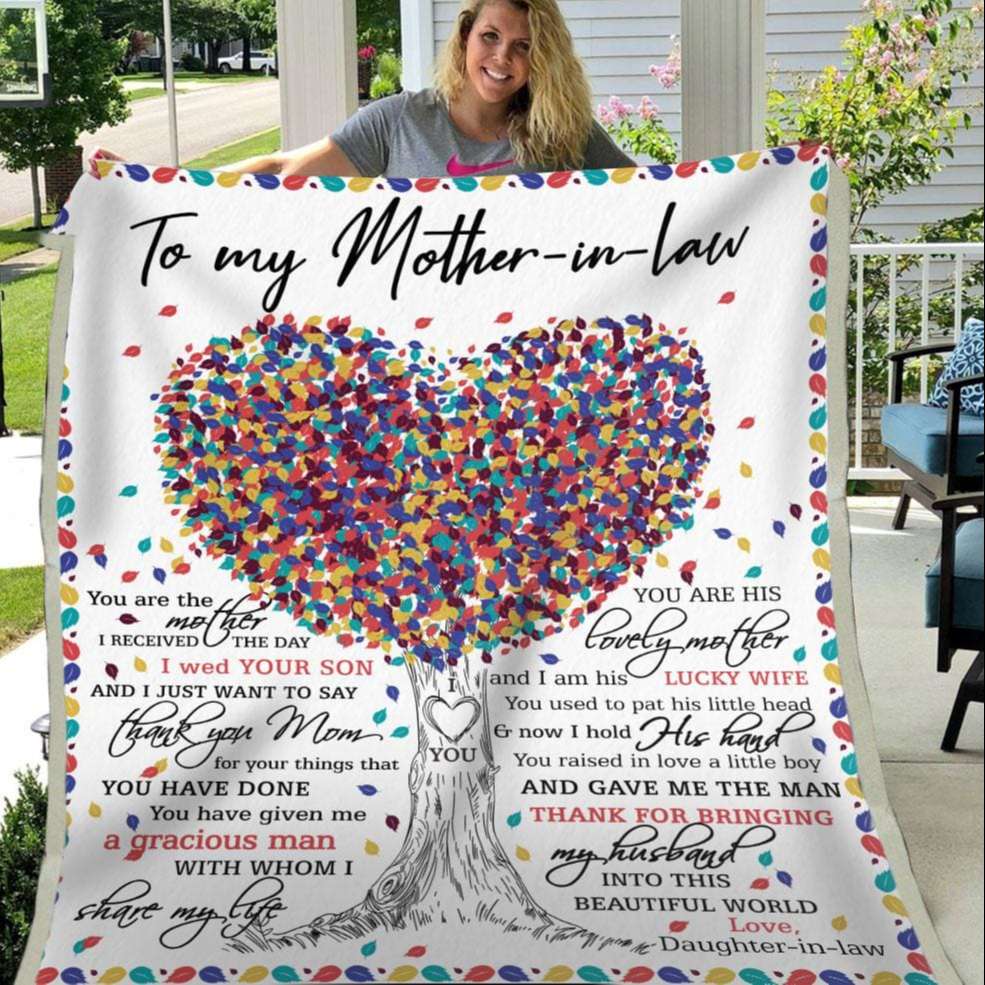 To my Mother-in-law
You are the
mother
I RECEIVED THE DAY
I wed YOUR SON
AND I JUST WANT TO SAY
thank you Mom
for your things that
YOU HAVE DONE
You have given me
a gracious man
WITH WHOM I
share my life
I
YOU
YOU ARE HIS
lovely mother
and I am his LUCKY WIFE
You used to pat his little head
& now I hold His hand
You raised in love a little boy
AND GAVE ME THE MAN
THANK FOR BRINGING
my husband
INTO THIS
BEAUTIFUL WORLD
Love,
Daughter-in-law